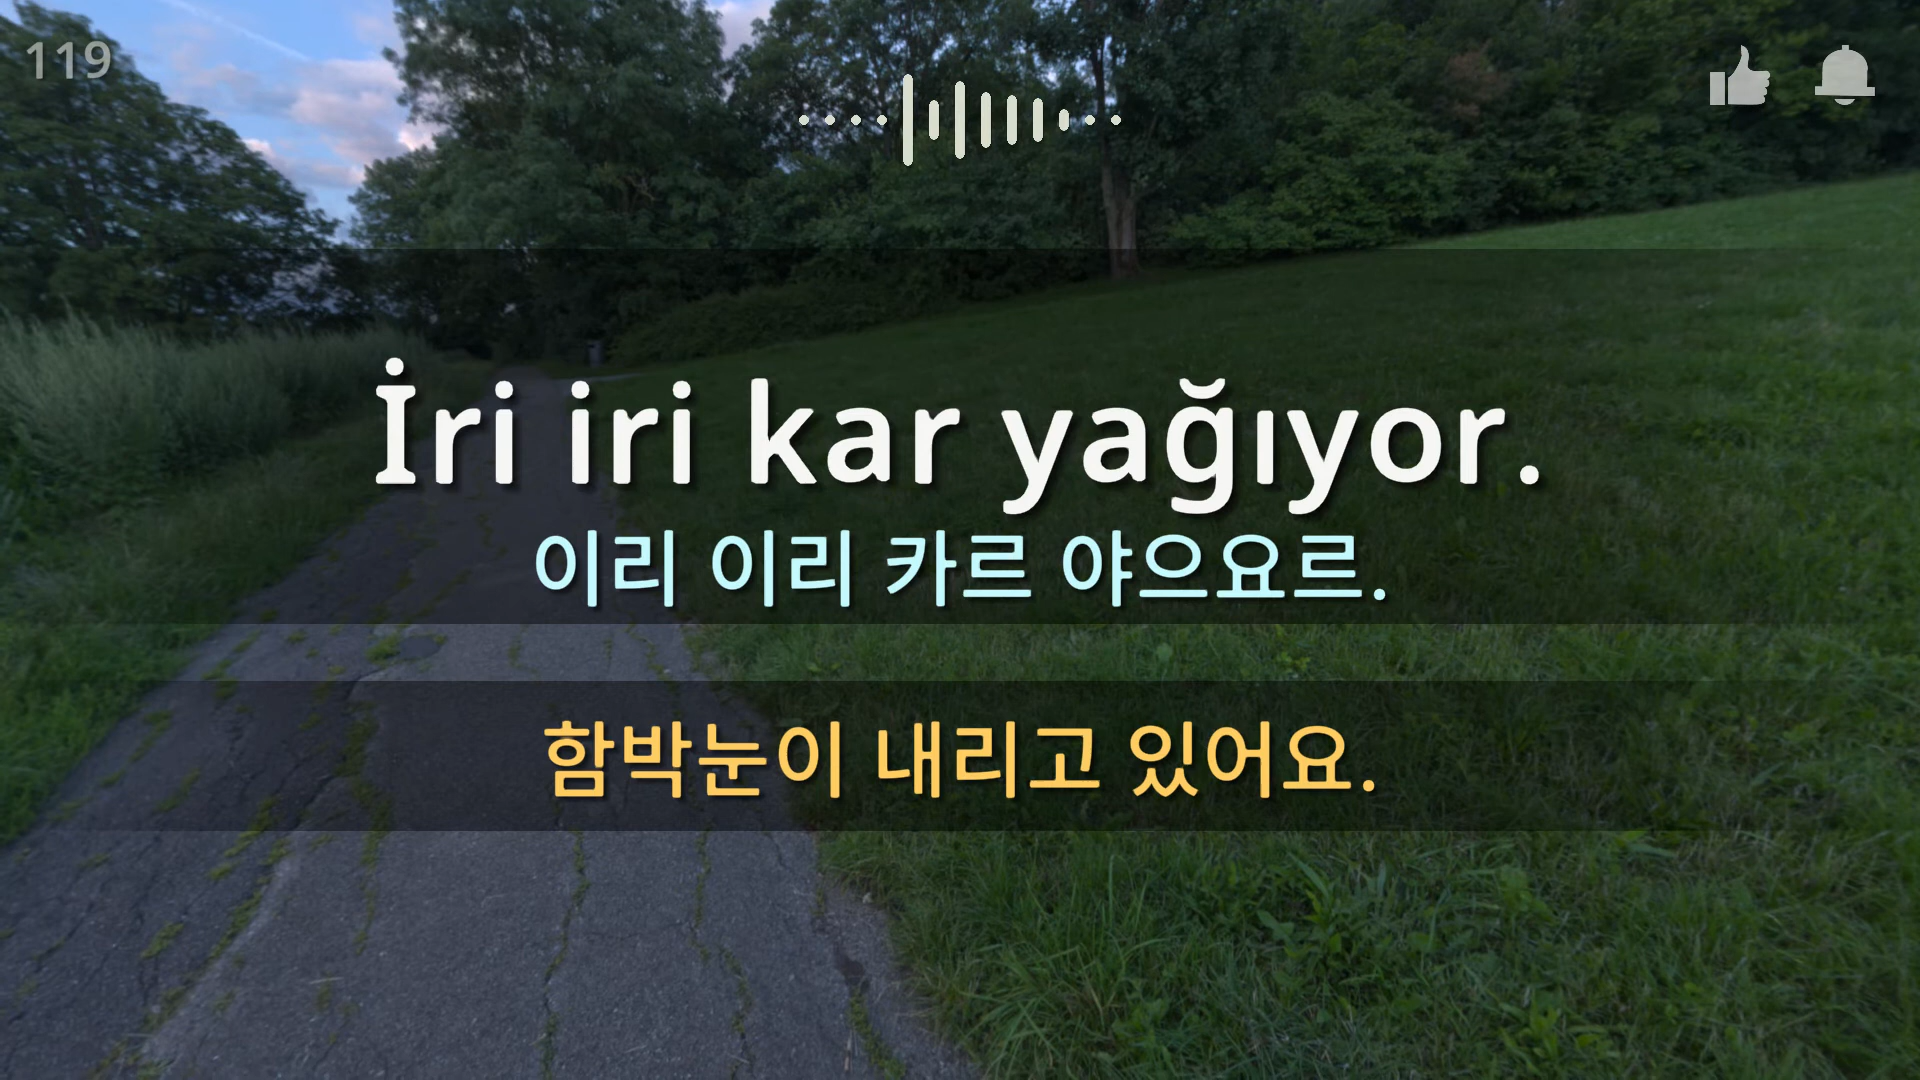 119
İri iri kar yağıyor.
이리 이리 카르 야으요르.
함박눈이 내리고 있어요.